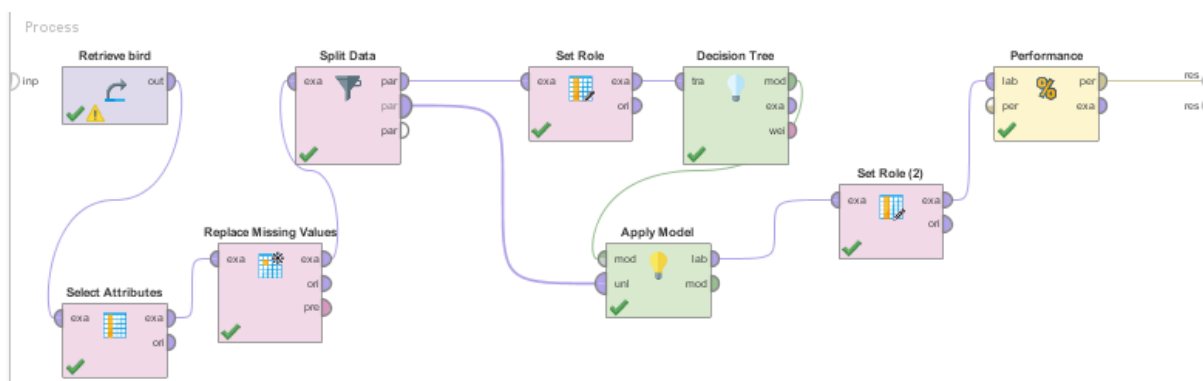 Process
inp
Retrieve bird
out
Select Attributes
exa
exa
ori
Replace Missing Values
exa
exa
ori
pre
Split Data
exa
par
par
par
Set Role
exa
exa
ori
Decision Tree
tra
mod
exa
wei
Apply Model
mod
unl
lab
mod
Set Role (2)
exa
exa
ori
Performance
%
lab
per
per
exa
res
res